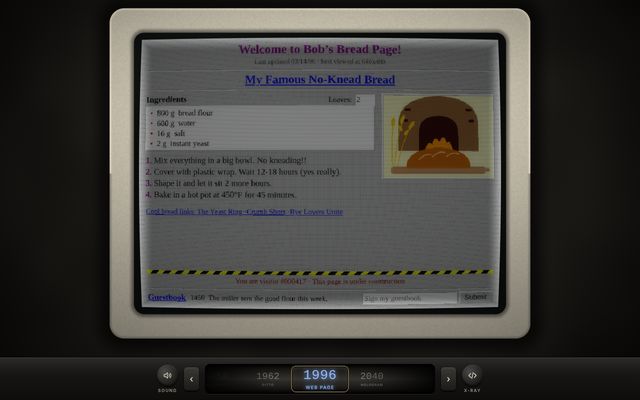 Welcome to Bob's Bread Page!
Last updated 03/14/96 · best viewed at 640x480
My Famous No-Knead Bread
Ingredients
Loaves: 2
• 800 g bread flour
• 600 g water
• 16 g salt
• 2 g instant yeast
1. Mix everything in a big bowl. No kneading!!
2. Cover with plastic wrap. Wait 12-18 hours (yes really).
3. Shape it and let it sit 2 more hours.
4. Bake in a hot pot at 450°F for 45 minutes.
Cool bread links: The Yeast Ring · Crumb Shots · Rye Lovers Unite
You are visitor #000417 · This page is under construction
Guestbook 1450 The miller sent the good flour this week.
Sign my guestbook
Submit
SOUND
‹
1962
1996
WEB PAGE
2040
HOLOGRAM
›
X-RAY